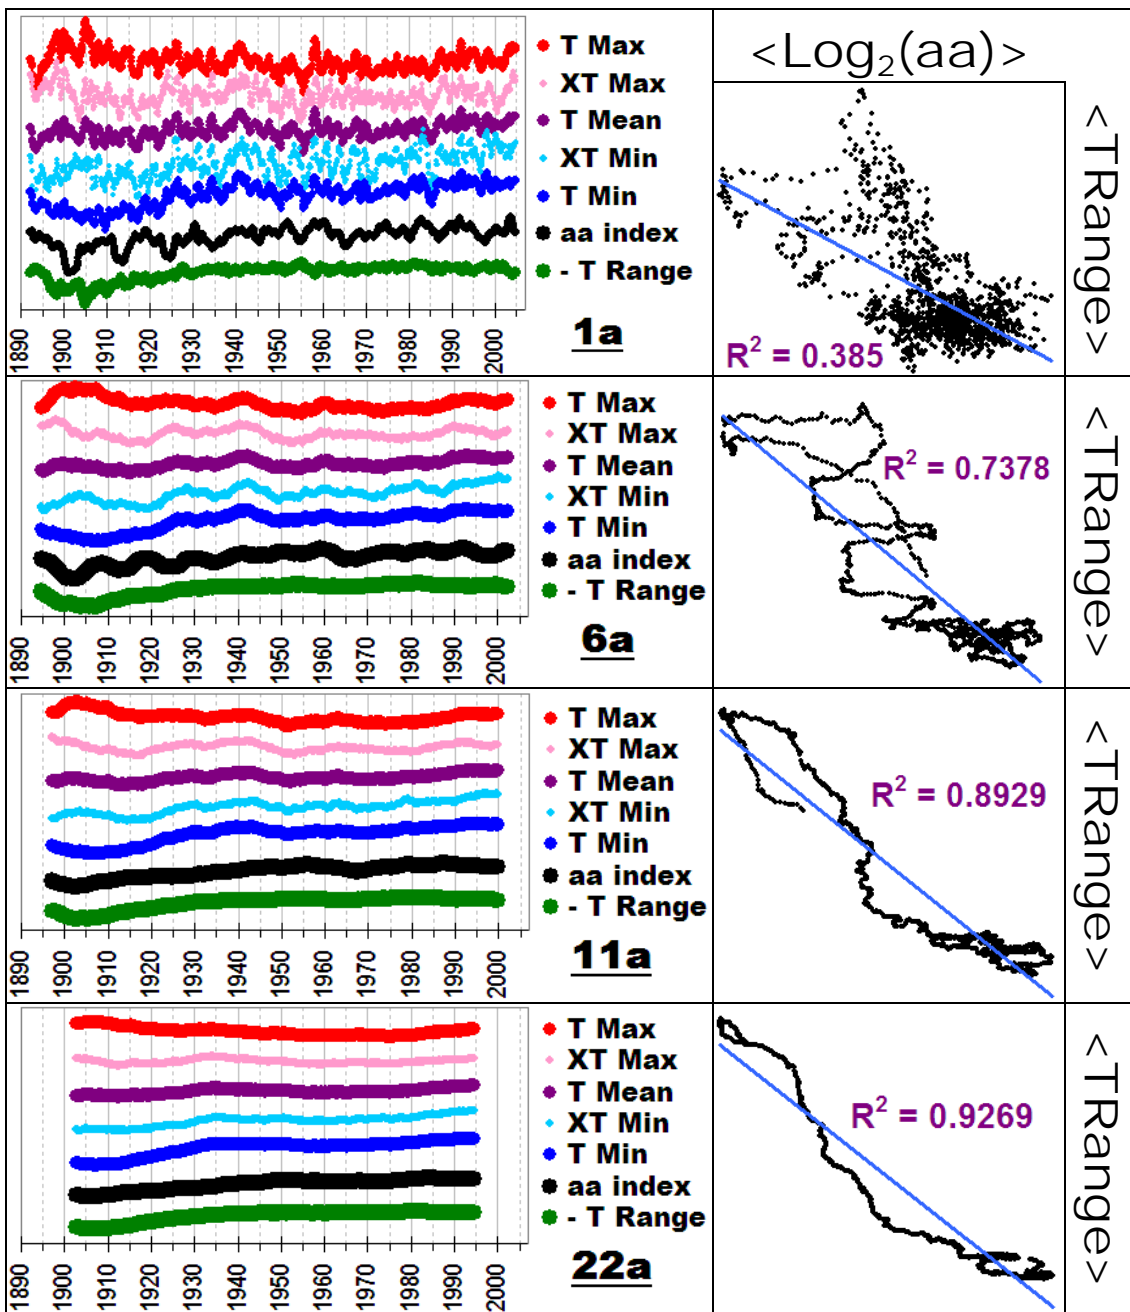 T Max
XT Max
T Mean
XT Min
T Min
aa index
- T Range
1890 1900 1910 1920 1930 1940 1950 1960 1970 1980 1990 2000
1a
<Log₂(aa)>
R² = 0.385
<TRange>
T Max
XT Max
T Mean
XT Min
T Min
aa index
- T Range
1890 1900 1910 1920 1930 1940 1950 1960 1970 1980 1990 2000
6a
R² = 0.7378
<TRange>
T Max
XT Max
T Mean
XT Min
T Min
aa index
- T Range
1890 1900 1910 1920 1930 1940 1950 1960 1970 1980 1990 2000
11a
R² = 0.8929
<TRange>
T Max
XT Max
T Mean
XT Min
T Min
aa index
- T Range
1890 1900 1910 1920 1930 1940 1950 1960 1970 1980 1990 2000
22a
R² = 0.9269
<TRange>